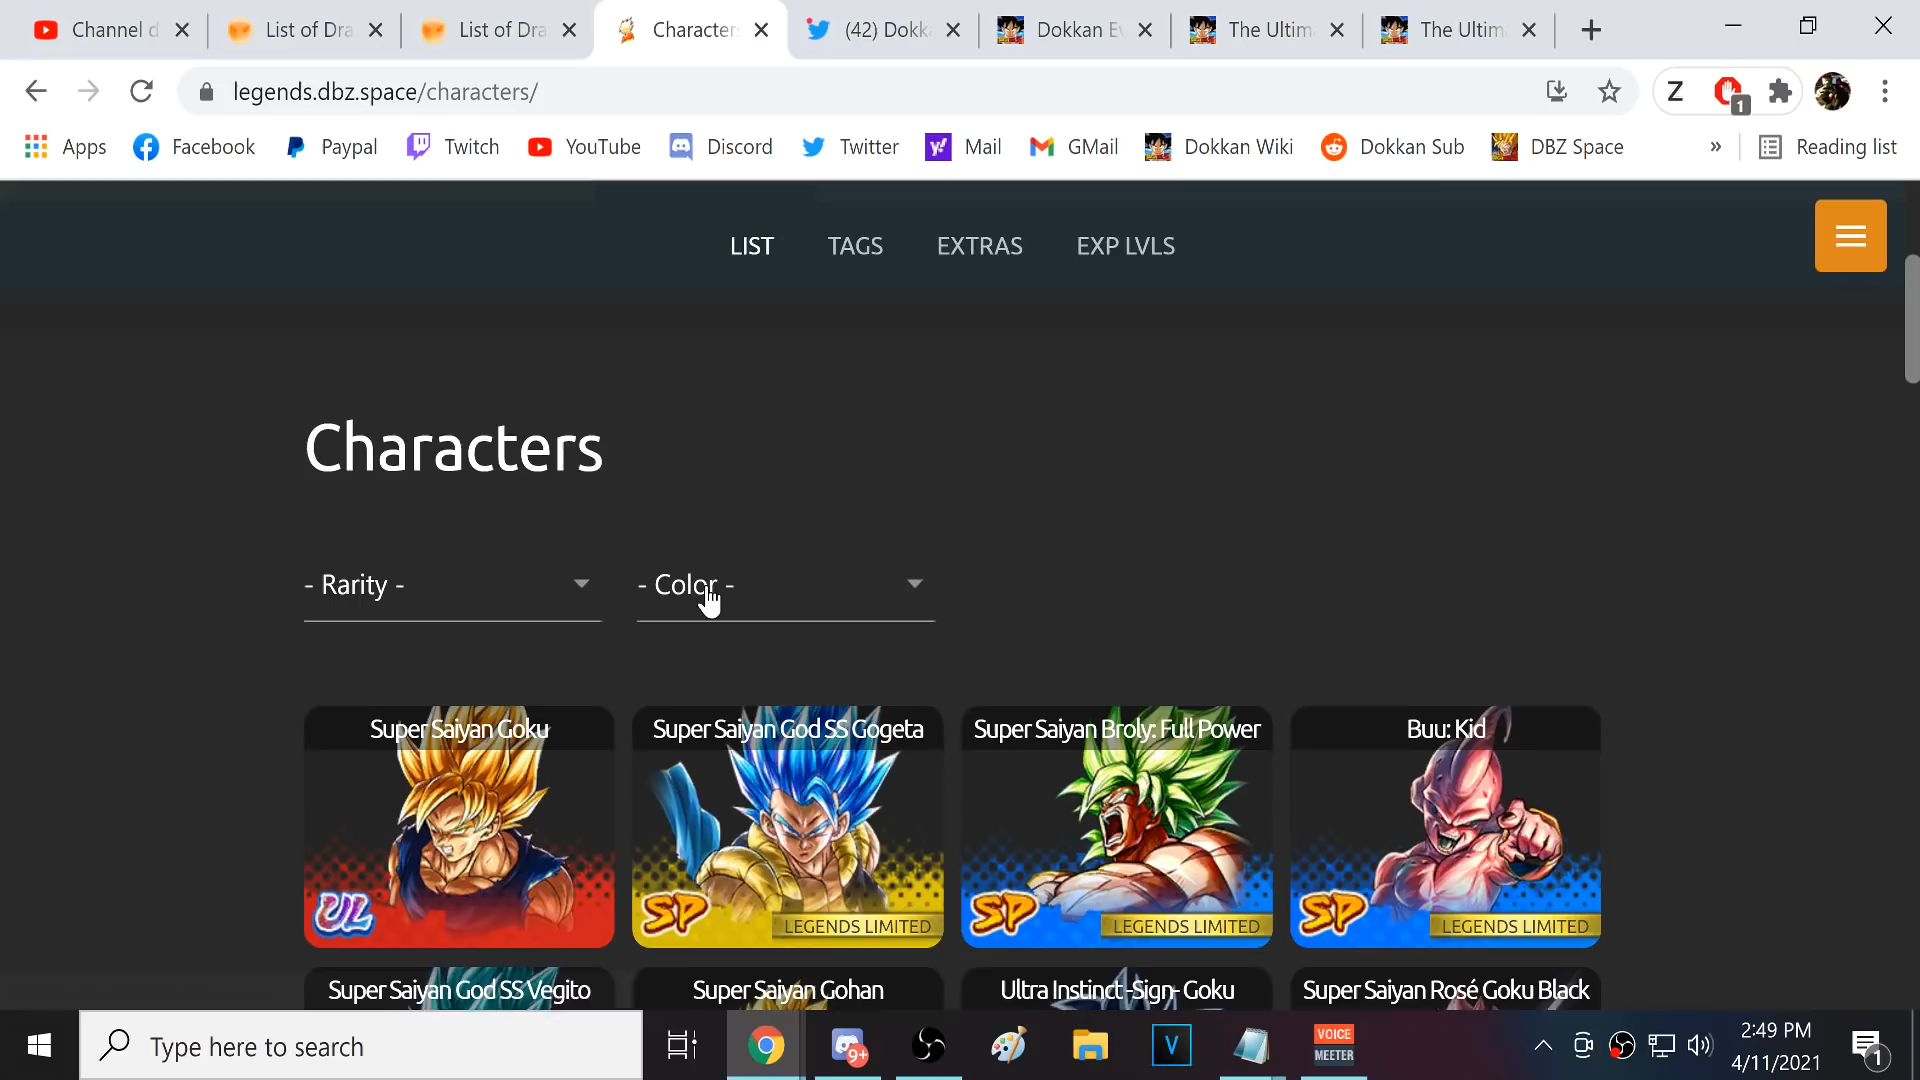 Channel d
List of Dra
List of Dra
Characters
(42) Dokk
Dokkan Ev
The Ultim
The Ultim
legends.dbz.space/characters/
Z
1
Apps
Facebook
Paypal
Twitch
YouTube
Discord
Twitter
Mail
GMail
Dokkan Wiki
Dokkan Sub
DBZ Space
»
Reading list
LIST
TAGS
EXTRAS
EXP LVLS
Characters
- Rarity -
- Color -
Super Saiyan Goku
Super Saiyan God SS Gogeta
Super Saiyan Broly: Full Power
Buu: Kid
UL
SP
LEGENDS LIMITED
SP
LEGENDS LIMITED
SP
LEGENDS LIMITED
Super Saiyan God SS Vegito
Super Saiyan Gohan
Ultra Instinct -Sign- Goku
Super Saiyan Rosé Goku Black
Type here to search
9+
V
VOICE
MEETER
2:49 PM
4/11/2021
1